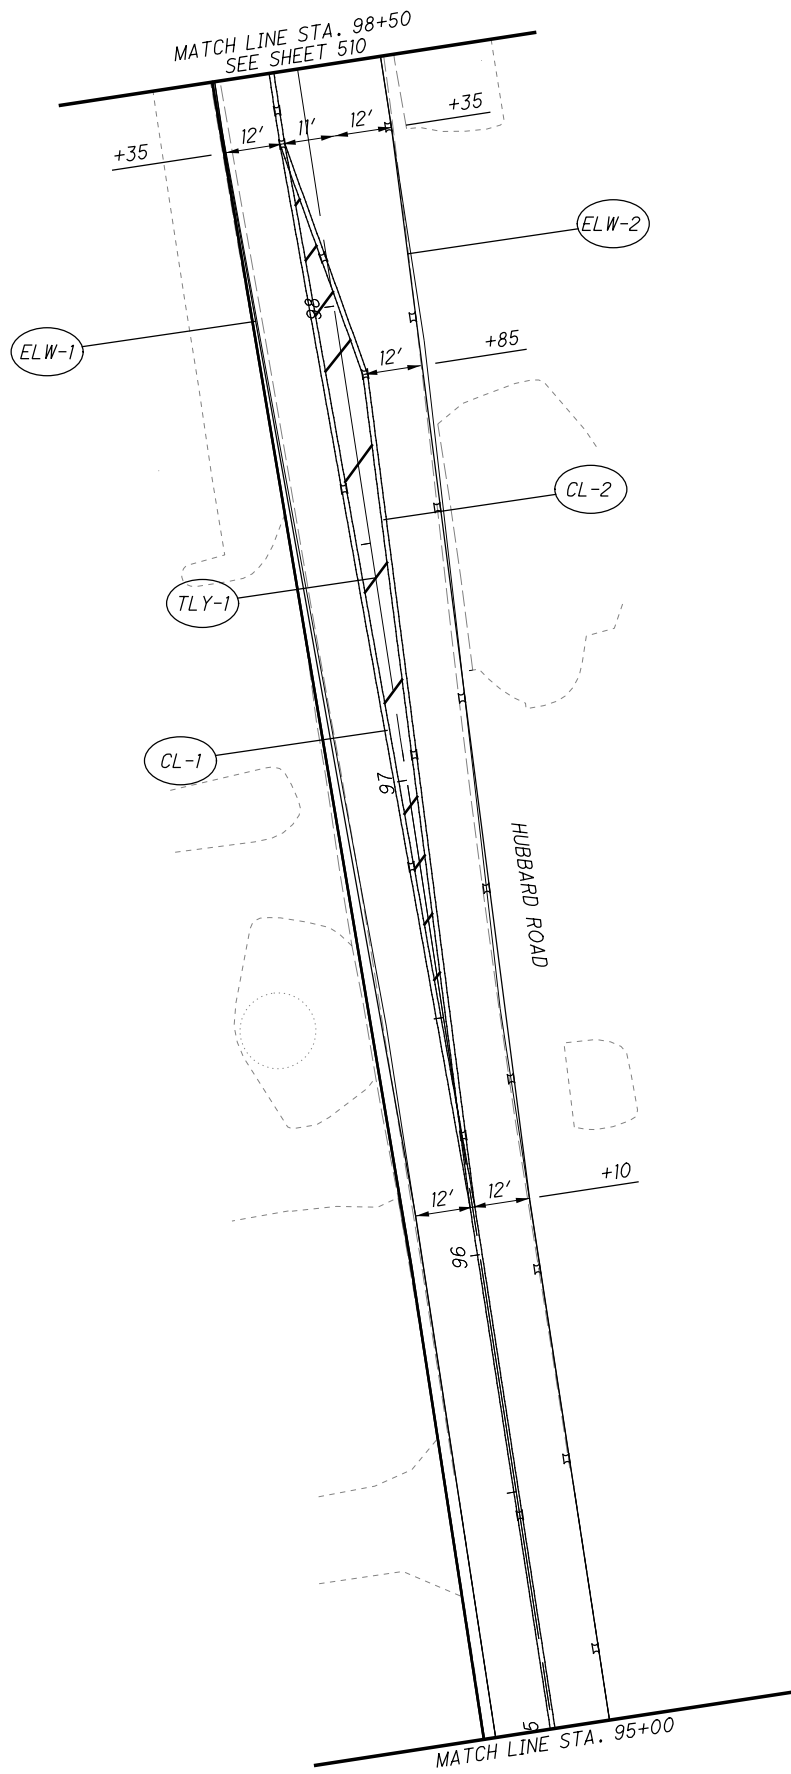 MATCH LINE STA. 98+50
SEE SHEET 510
+35
12'
11'
12'
+35
ELW-2
98
ELW-1
12'
+85
CL-2
TLY-1
CL-1
97
HUBBARD ROAD
12'
12'
+10
96
MATCH LINE STA. 95+00